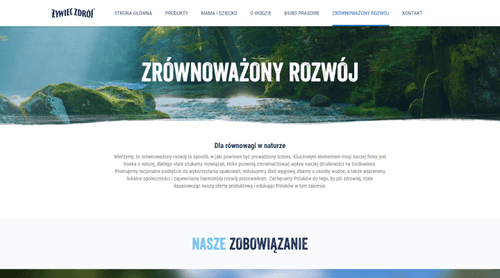 ŻYWIEC ZDRÓJ
STRONA GŁÓWNA PRODUKTY MAMA I DZIECKO O WODZIE BIURO PRASOWE ZRÓWNOWAŻONY ROZWÓJ KONTAKT
ZRÓWNOWAŻONY ROZWÓJ
Dla równowagi w naturze
Wierzymy, że zrównoważony rozwój to sposób, w jaki powinien być prowadzony biznes. Kluczowym elementem misji naszej firmy jest
troska o naturę, dlatego stale szukamy rozwiązań, które pozwolą zminimalizować wpływ naszej działalności na środowisko.
Promujemy racjonalne podejście do wykorzystania opakowań, redukujemy ślad węglowy, dbamy o zasoby wodne, a także wspieramy
lokalne społeczności i zapewniamy harmonijny rozwój pracownikom. Zachęcamy Polaków do tego, by pili zdrowiej, stale
dopasowując naszą ofertę produktową i edukując Polaków w tym zakresie.
NASZE ZOBOWIĄZANIE